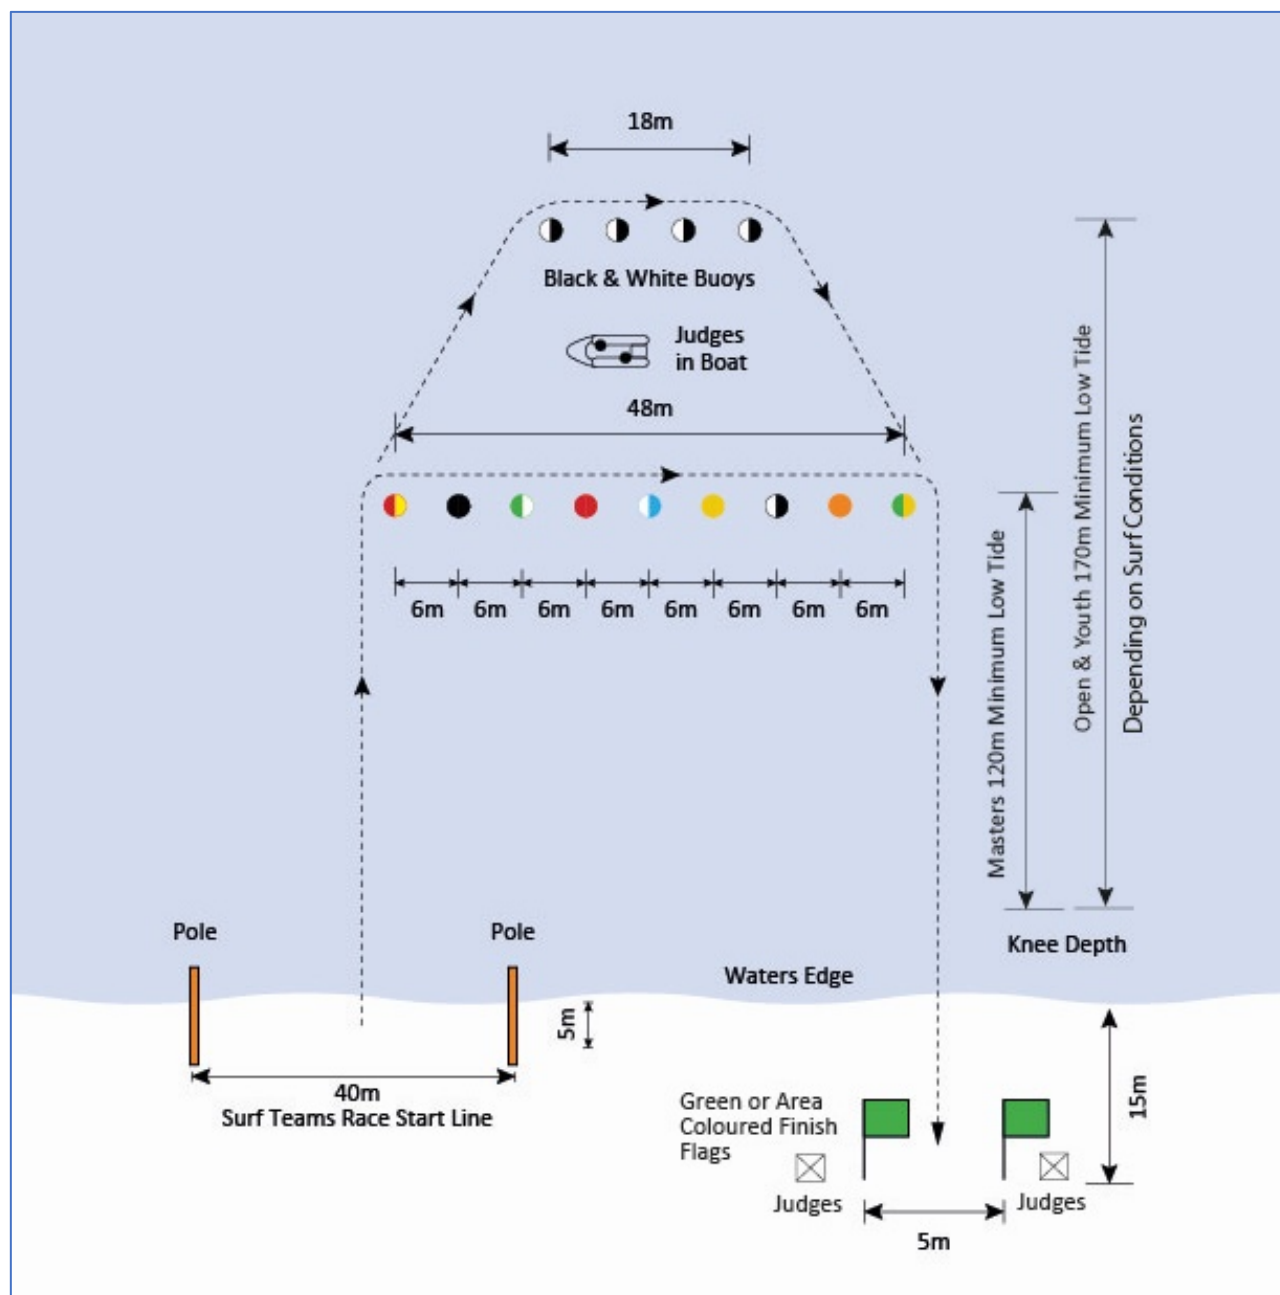 18m
Black & White Buoys
Judges
in Boat
48m
6m 6m 6m 6m 6m 6m 6m 6m
Masters 120m Minimum Low Tide
Open & Youth 170m Minimum Low Tide
Depending on Surf Conditions
Pole
Pole
Knee Depth
Waters Edge
5m
40m
Surf Teams Race Start Line
15m
Green or Area
Coloured Finish
Flags
Judges
Judges
5m